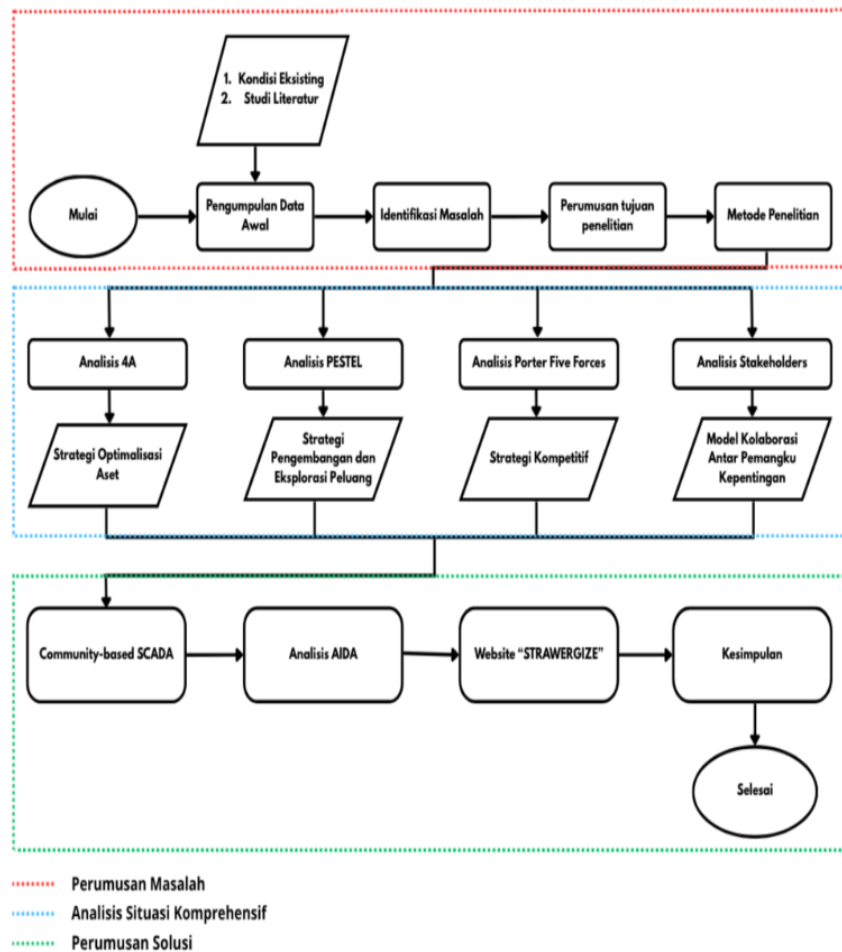 1. Kondisi Eksisting
2. Studi Literatur
Mulai
Pengumpulan Data
Awal
Identifikasi Masalah
Perumusan tujuan
penelitian
Metode Penelitian
Analisis 4A
Analisis PESTEL
Analisis Porter Five Forces
Analisis Stakeholders
Strategi Optimalisasi
Aset
Strategi
Pengembangan dan
Eksplorasi Peluang
Strategi Kompetitif
Model Kolaborasi
Antar Pemangku
Kepentingan
Community-based SCADA
Analisis AIDA
Website “STRAWERGIZE”
Kesimpulan
Selesai
Perumusan Masalah
Analisis Situasi Komprehensif
Perumusan Solusi